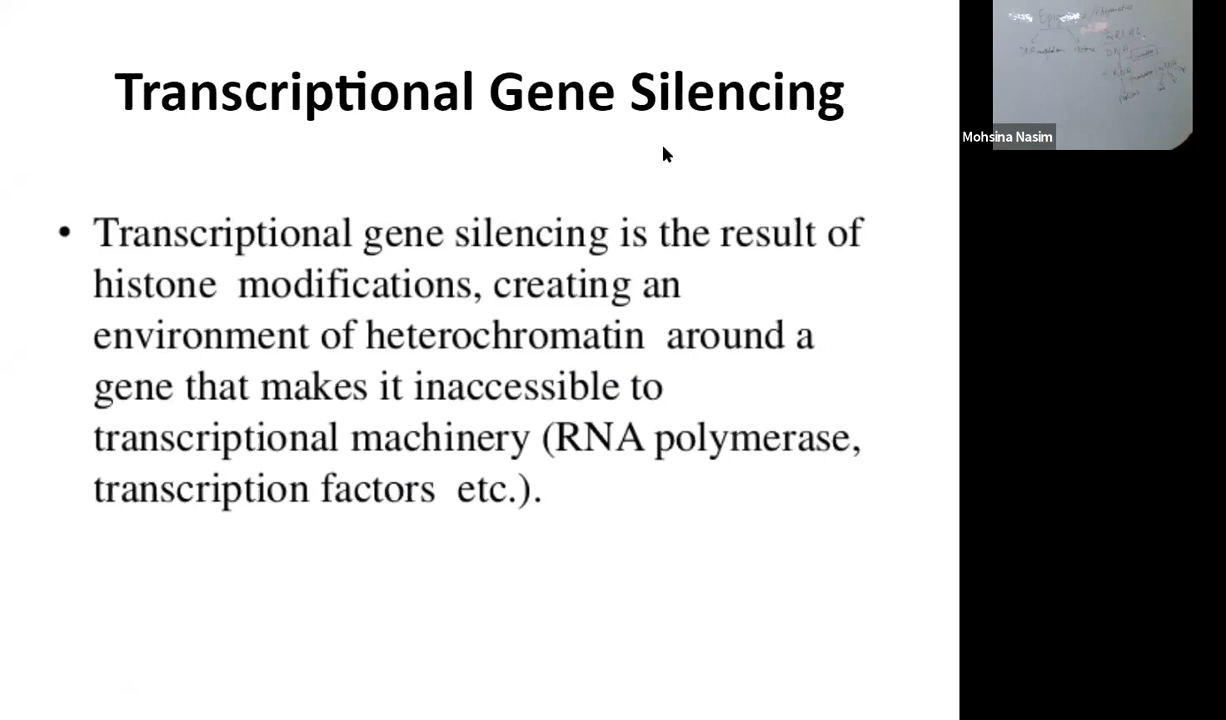 Transcriptional Gene Silencing
• Transcriptional gene silencing is the result of
histone modifications, creating an
environment of heterochromatin around a
gene that makes it inaccessible to
transcriptional machinery (RNA polymerase,
transcription factors etc.).
Mohsina Nasim